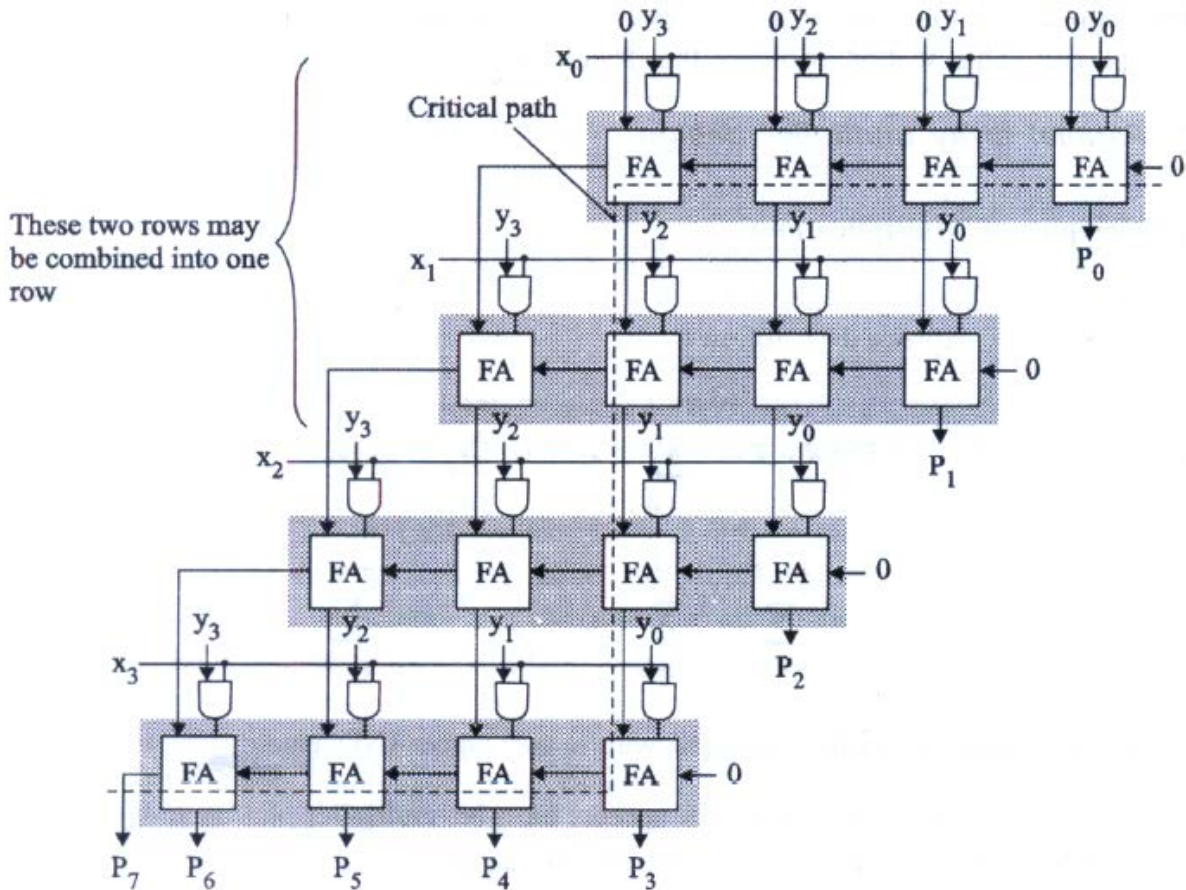 0 y3 0 y2 0 y1 0 y0
x0
Critical path
FA FA FA FA 0
These two rows may
be combined into one
row
y3 y2 y1 y0
x1
P0
FA FA FA FA 0
y3 y2 y1 y0
x2
P1
FA FA FA FA 0
y3 y2 y1 y0
x3
P2
FA FA FA FA 0
P7 P6 P5 P4 P3